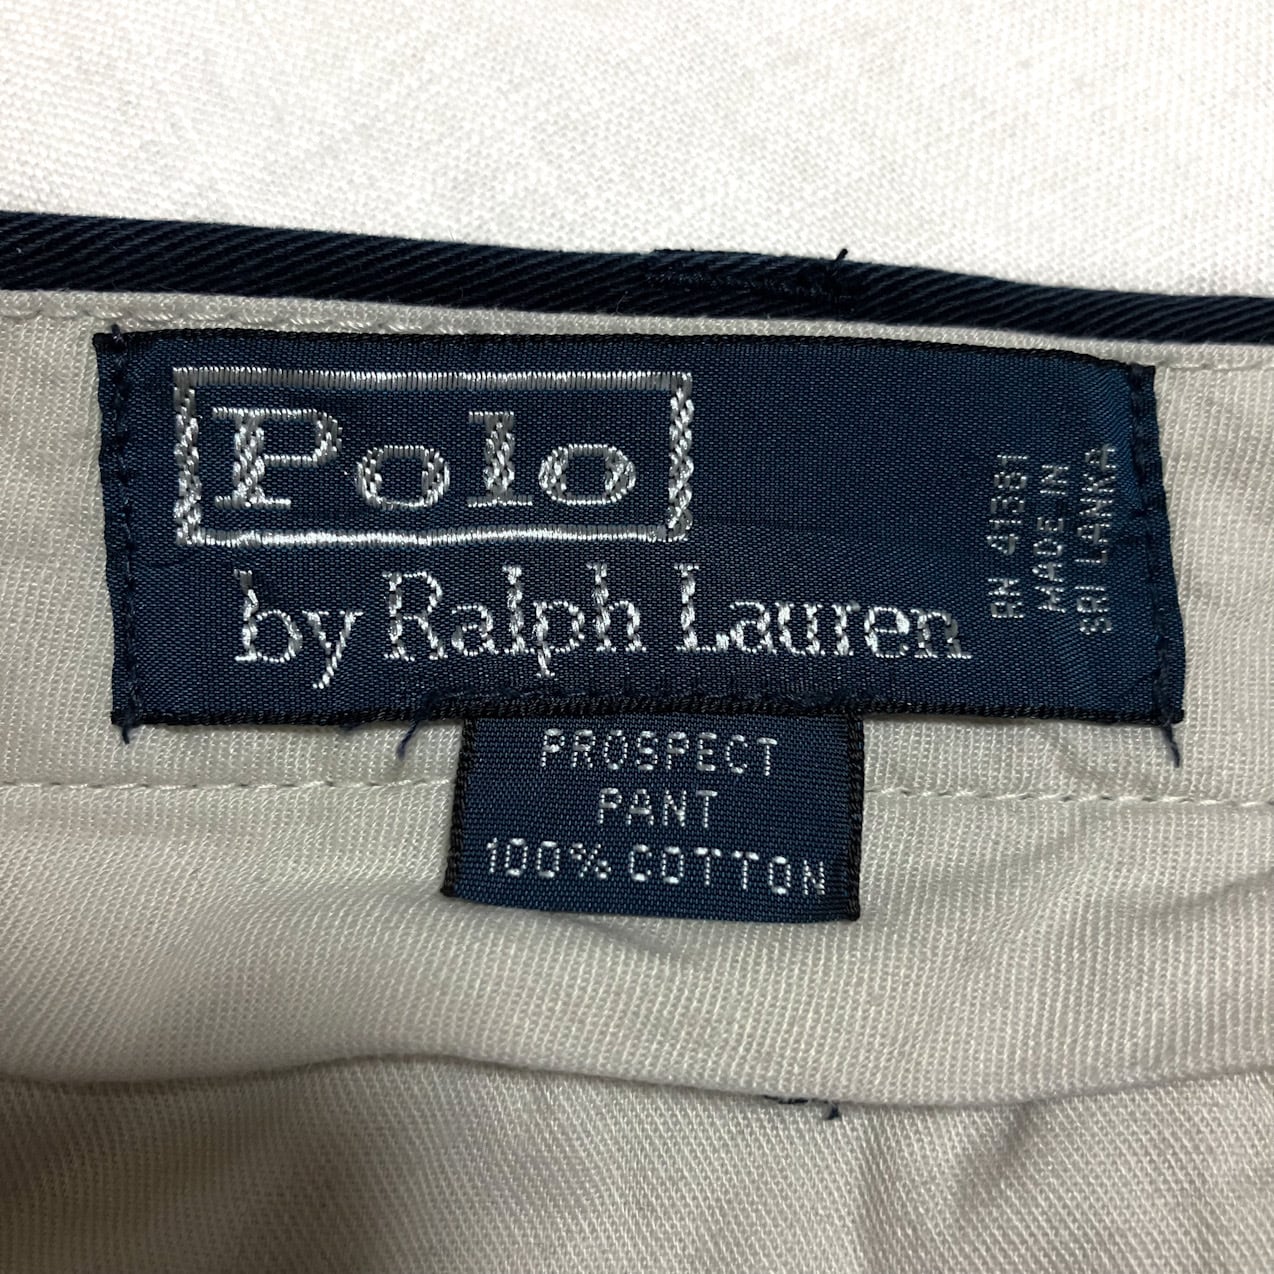 Polo
by Ralph Lauren
RN 41381
MADE IN
SRI LANKA
PROSPECT
PANT
100% COTTON